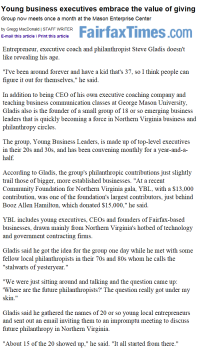 Young business executives embrace the value of giving
Group now meets once a month at the Mason Enterprise Center
by Gregg MacDonald | STAFF WRITER
E-mail this article | Print this article
FairfaxTimes.com
Entrepreneur, executive coach and philanthropist Steve Gladis doesn't
like revealing his age.
"I've been around forever and have a kid that's 37, so I think people can
figure it out for themselves," he said.
In addition to being CEO of his own executive coaching company and
teaching business communication classes at George Mason University,
Gladis also is the founder of a small group of 18 or so emerging business
leaders that is quickly becoming a force in Northern Virginia business and
philanthropy circles.
The group, Young Business Leaders, is made up of top-level executives
in their 20s and 30s, and has been convening monthly for a year-and-a-
half.
According to Gladis, the group's philanthropic contributions just slightly
trail those of bigger, more established businesses. "At a recent
Community Foundation for Northern Virginia gala, YBL, with a $13,000
contribution, was one of the foundation's largest contributors, just behind
Booz Allen Hamilton, which donated $15,000," he said.
YBL includes young executives, CEOs and founders of Fairfax-based
businesses, drawn mainly from Northern Virginia's hotbed of technology
and government contracting firms.
Gladis said he got the idea for the group one day while he met with some
fellow local philanthropists in their 70s and 80s whom he calls the
"stalwarts of yesteryear."
"We were just sitting around and talking and the question came up:
'Where are the future philanthropists?' The question really got under my
skin."
Gladis said he gathered the names of 20 or so young local entrepreneurs
and sent out an email inviting them to an impromptu meeting to discuss
future philanthropy in Northern Virginia.
"About 15 of the 20 showed up," he said. "It all started from there."